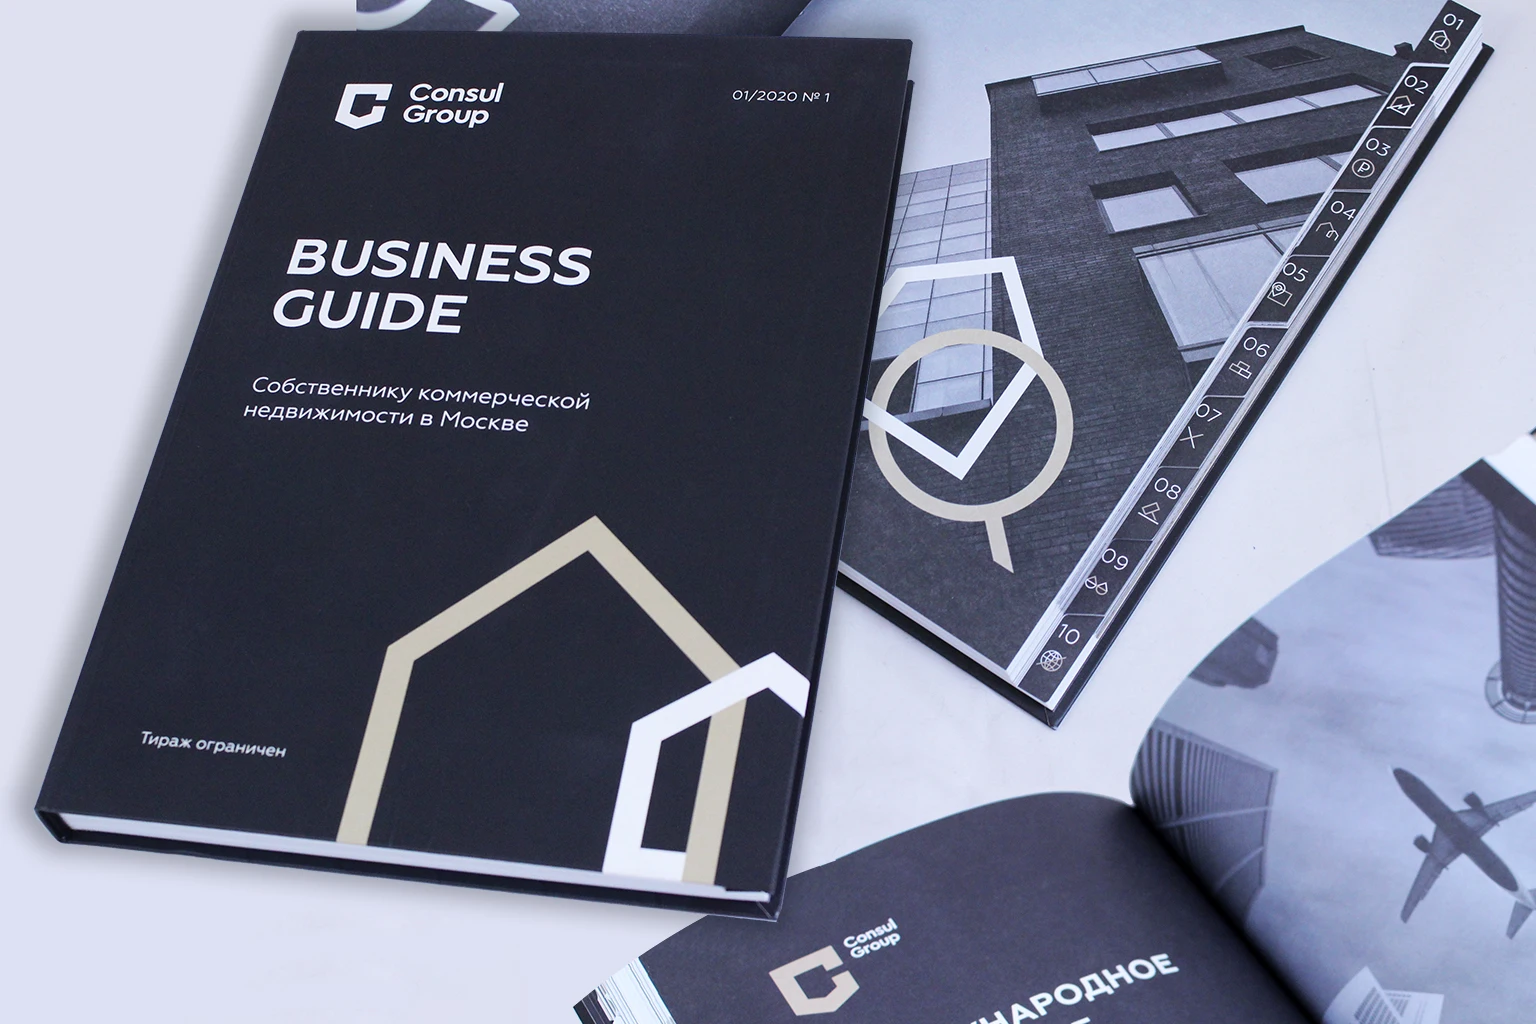 Consul
Group
01/2020 № 1
BUSINESS
GUIDE
Собственнику коммерческой
недвижимости в Москве
Тираж ограничен
01
02
03
04
05
06
07
08
09
10
Consul
Group